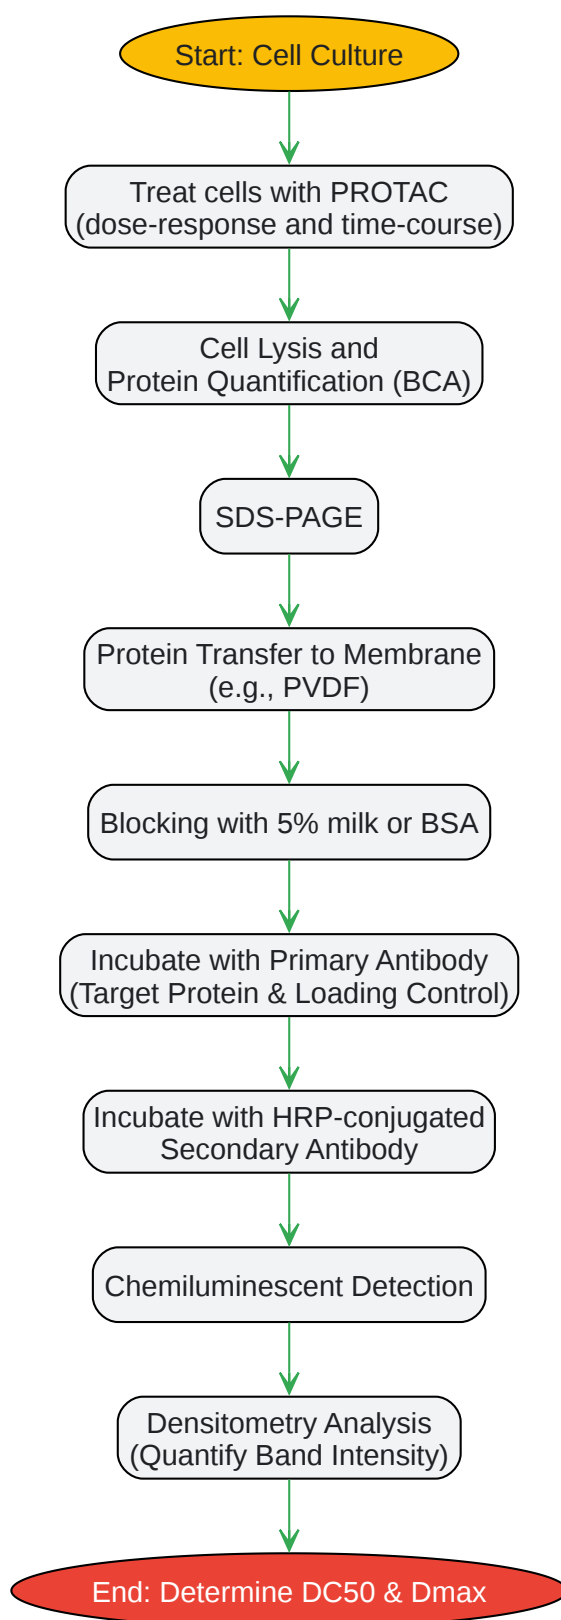 Start: Cell Culture
Treat cells with PROTAC
(dose-response and time-course)
Cell Lysis and
Protein Quantification (BCA)
SDS-PAGE
Protein Transfer to Membrane
(e.g., PVDF)
Blocking with 5% milk or BSA
Incubate with Primary Antibody
(Target Protein & Loading Control)
Incubate with HRP-conjugated
Secondary Antibody
Chemiluminescent Detection
Densitometry Analysis
(Quantify Band Intensity)
End: Determine DC50 & Dmax